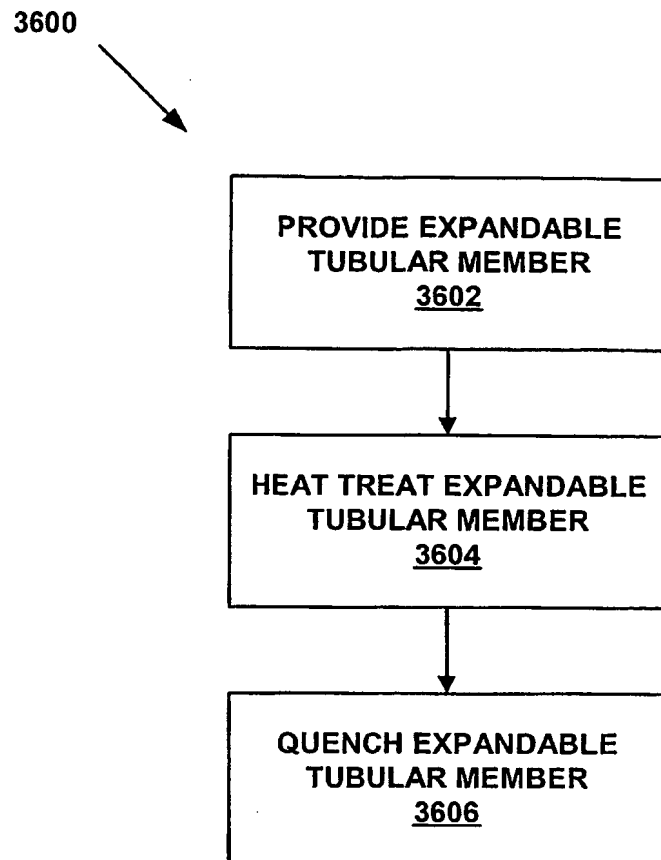 3600
PROVIDE EXPANDABLE
TUBULAR MEMBER
3602
HEAT TREAT EXPANDABLE
TUBULAR MEMBER
3604
QUENCH EXPANDABLE
TUBULAR MEMBER
3606